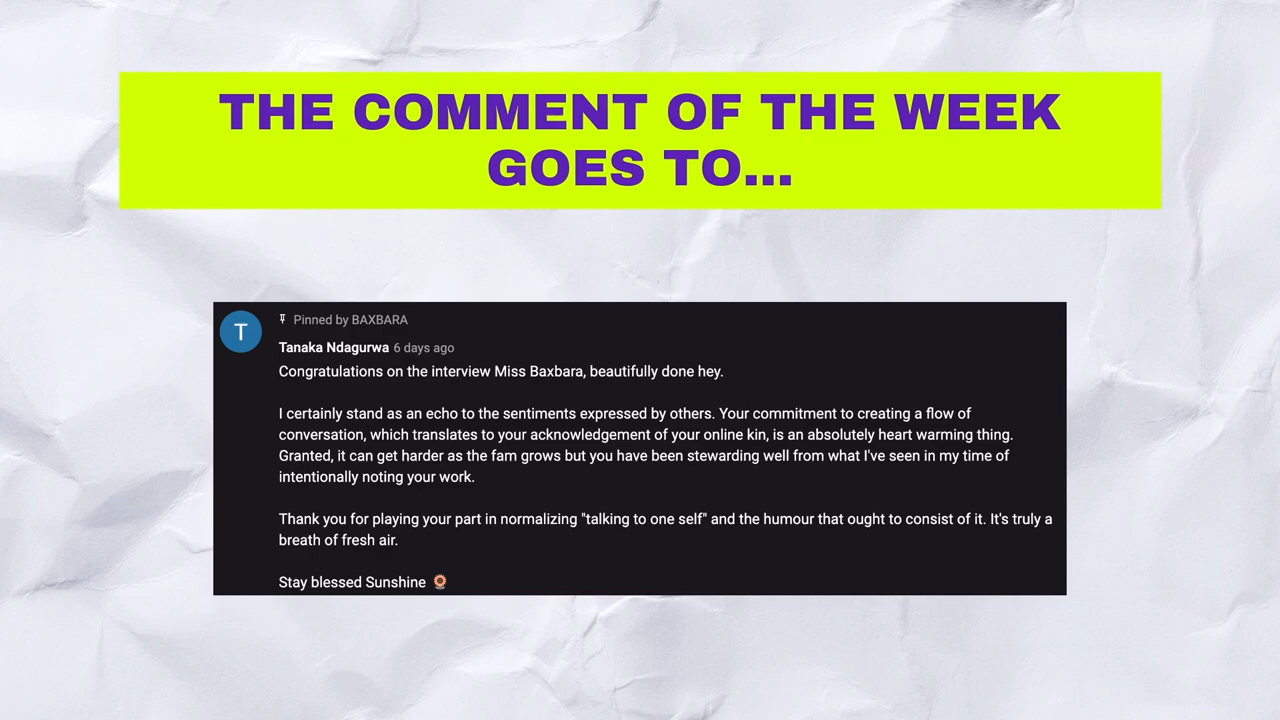 THE COMMENT OF THE WEEK
GOES TO...
T
Pinned by BAXBARA
Tanaka Ndagurwa 6 days ago
Congratulations on the interview Miss Baxbara, beautifully done hey.
I certainly stand as an echo to the sentiments expressed by others. Your commitment to creating a flow of
conversation, which translates to your acknowledgement of your online kin, is an absolutely heart warming thing.
Granted, it can get harder as the fam grows but you have been stewarding well from what I've seen in my time of
intentionally noting your work.
Thank you for playing your part in normalizing "talking to one self" and the humour that ought to consist of it. It's truly a
breath of fresh air.
Stay blessed Sunshine